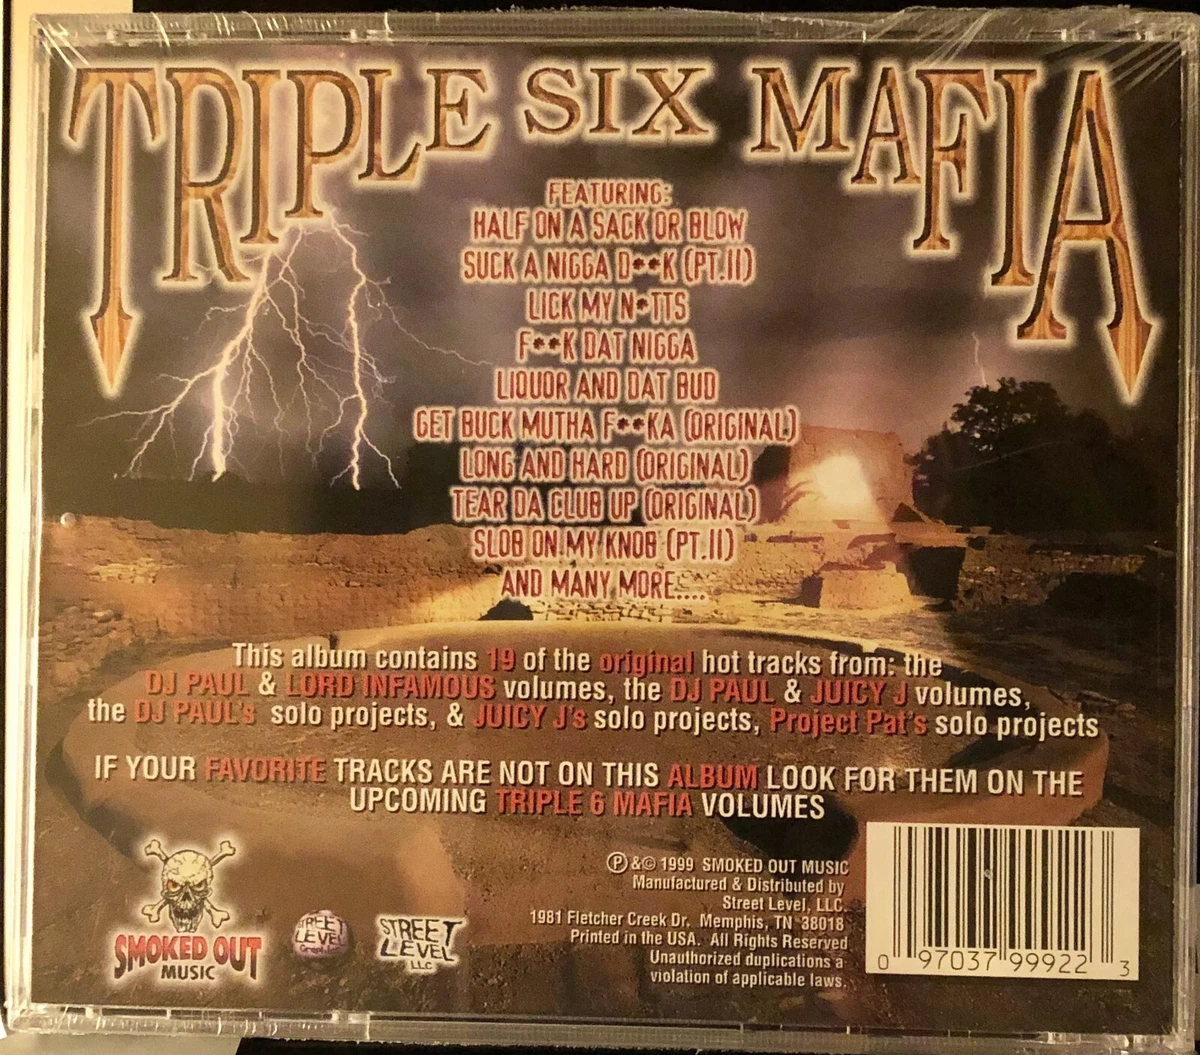 TRIPLE SIX MAFIA
FEATURING:
HALF ON A SACK OR BLOW
SUCK A NIGGA D**K (PT.II)
LICK MY N*TTS
F**K DAT NIGGA
LIQUOR AND DAT BUD
GET BUCK MUTHA F**KA (ORIGINAL)
LONG AND HARD (ORIGINAL)
TEAR DA CLUB UP (ORIGINAL)
SLOB ON MY KNOB (PT.II)
AND MANY MORE....
This album contains 19 of the original hot tracks from: the
DJ PAUL & LORD INFAMOUS volumes, the DJ PAUL & JUICY J volumes,
the DJ PAUL's solo projects, & JUICY J's solo projects, Project Pat's solo projects
IF YOUR FAVORITE TRACKS ARE NOT ON THIS ALBUM LOOK FOR THEM ON THE
UPCOMING TRIPLE 6 MAFIA VOLUMES
SMOKED OUT
MUSIC
STREET
LEVEL
Graphics
STREET
LEVEL
LLC
Ⓟ &© 1999 SMOKED OUT MUSIC
Manufactured & Distributed by
Street Level, LLC.
1981 Fletcher Creek Dr. Memphis, TN 38018
Printed in the USA. All Rights Reserved
Unauthorized duplications a
violation of applicable laws.
0 97037 99922 3